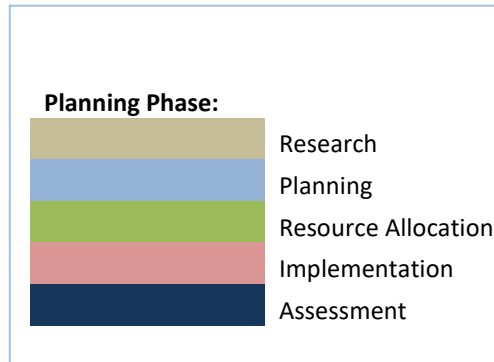 Planning Phase:
Research
Planning
Resource Allocation
Implementation
Assessment